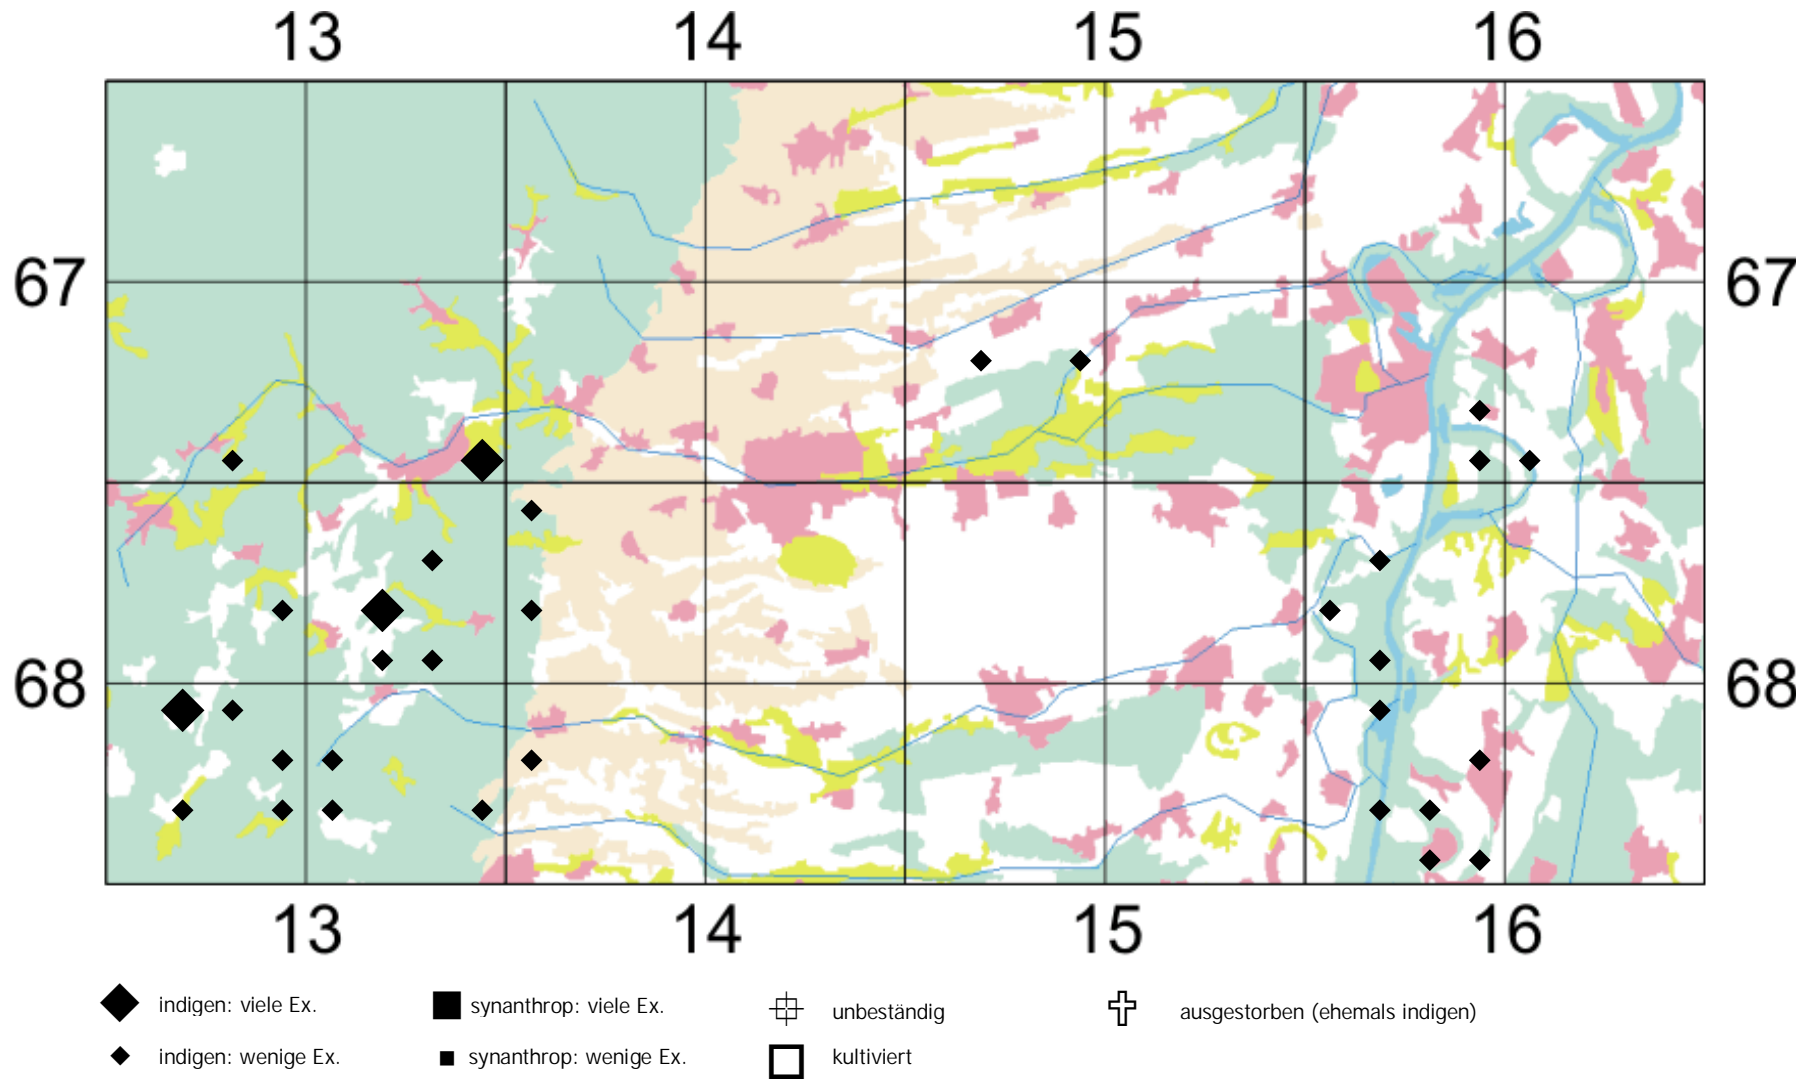 13 14 15 16
67 67
68 68
13 14 15 16
indigen: viele Ex. synanthrop: viele Ex. unbeständig ausgestorben (ehemals indigen)
indigen: wenige Ex. synanthrop: wenige Ex. kultiviert